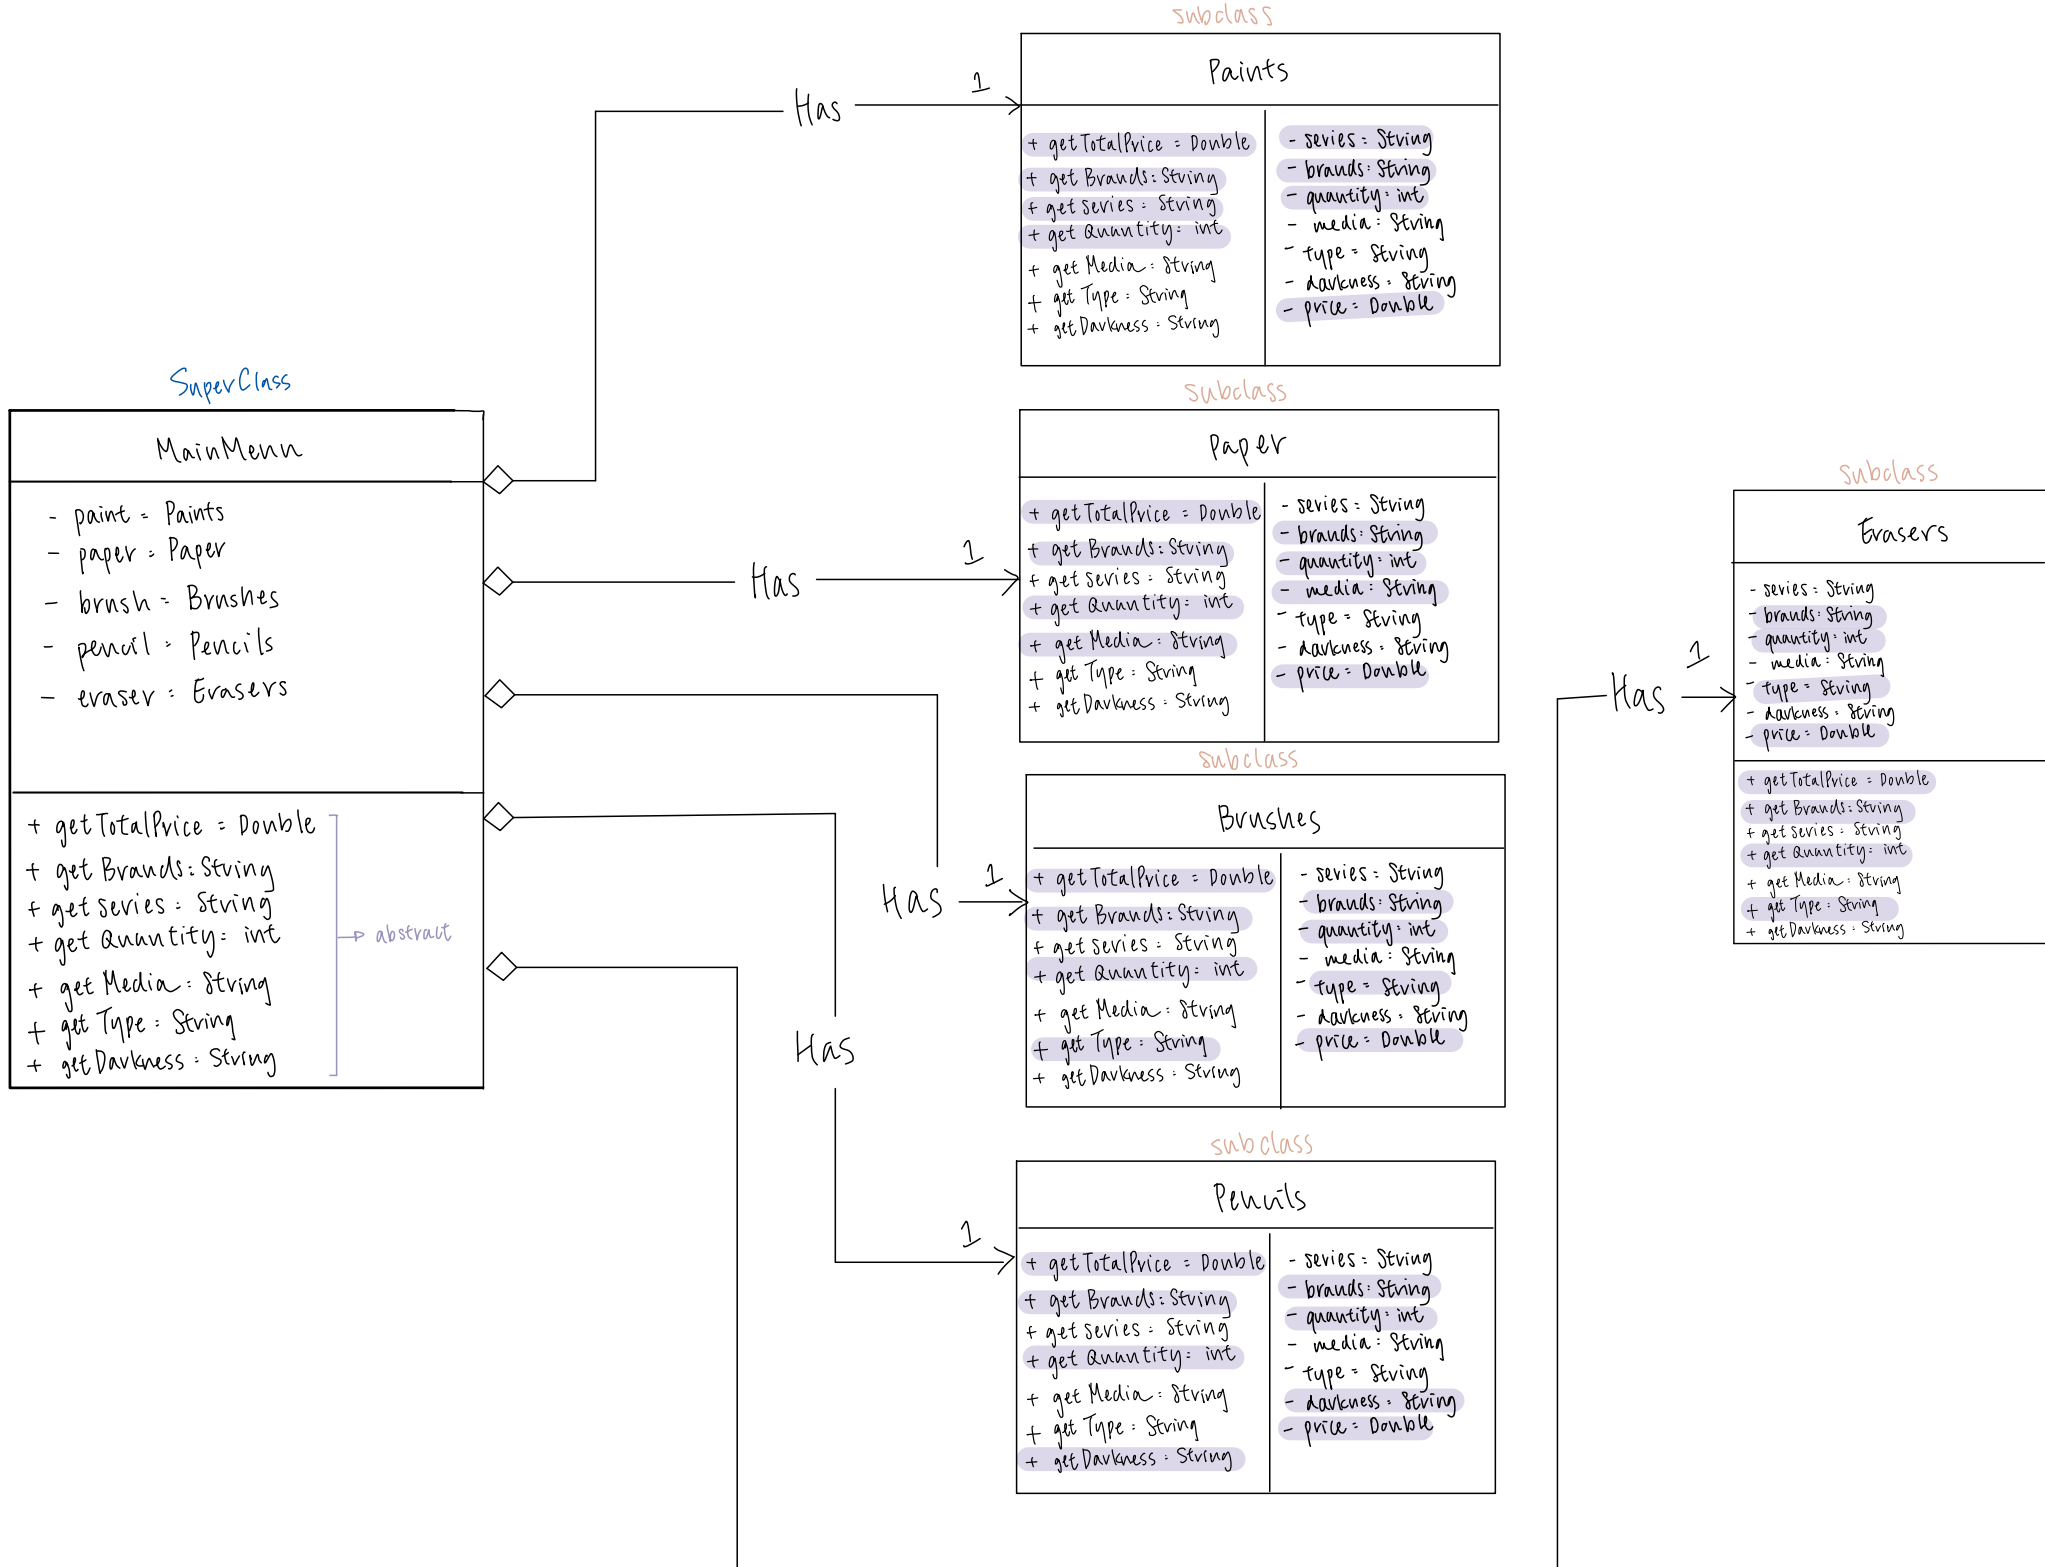 SuperClass
MainMenu
- paint = Paints
- paper : Paper
- brush = Brushes
- pencil : Pencils
- eraser : Erasers
+ getTotalPrice = Double
+ get Brands: String
+ get series : String
+ get Quantity: int
+ get Media : String
+ get Type : String
+ get Darkness : String
abstract
Has
1
subclass
Paints
+ getTotalPrice = Double
+ get Brands: String
+ get series : String
+ get Quantity: int
+ get Media : String
+ get Type : String
+ get Darkness : String
- series : String
- brands: String
- quantity: int
- media : String
- type = String
- darkness : String
- price = Double
Has
1
Subclass
Paper
+ getTotalPrice = Double
+ get Brands: String
+ get series : String
+ get Quantity: int
+ get Media : String
+ get Type : String
+ get Darkness : String
- series : String
- brands: String
- quantity: int
- media : String
- type = String
- darkness : String
- price = Double
Has
1
subclass
Brushes
+ getTotalPrice = Double
+ get Brands: String
+ get series : String
+ get Quantity: int
+ get Media : String
+ get Type : String
+ get Darkness : String
- series : String
- brands: String
- quantity: int
- media : String
- type = String
- darkness : String
- price = Double
Has
1
subclass
Pencils
+ getTotalPrice = Double
+ get Brands: String
+ get series : String
+ get Quantity: int
+ get Media : String
+ get Type : String
+ get Darkness : String
- series : String
- brands: String
- quantity: int
- media : String
- type = String
- darkness : String
- price = Double
Has
1
subclass
Erasers
- series : String
- brands: String
- quantity: int
- media : String
- type = String
- darkness : String
- price = Double
+ getTotalPrice = Double
+ get Brands: String
+ get series : String
+ get Quantity: int
+ get Media : String
+ get Type : String
+ get Darkness : String